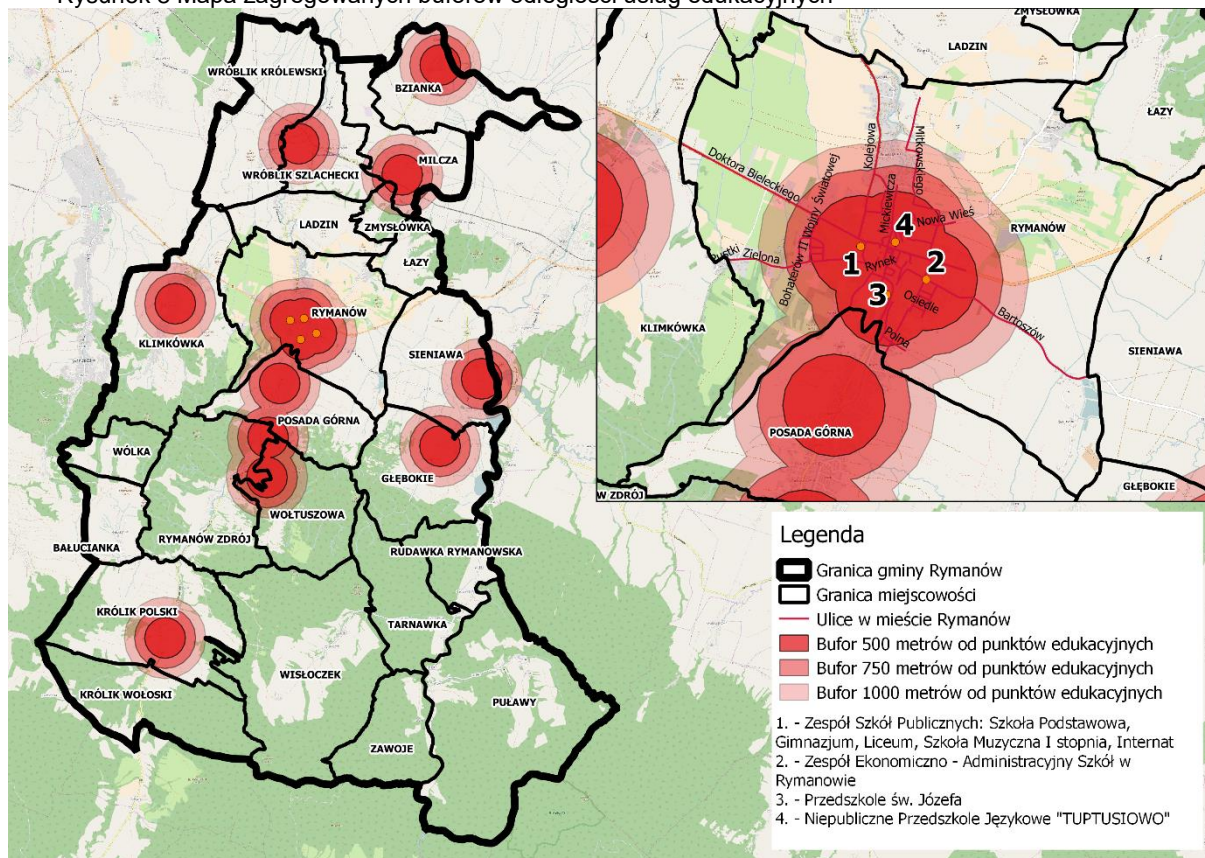 Rysunek 8 Mapa zagregowanych buforów odległości usług edukacyjnych
WRÓBLIK KRÓLEWSKI
BZIANKA
WRÓBLIK SZLACHECKI
MILCZA
LADZIN
ZMYSŁÓWKA
ŁAZY
RYMANÓW
KLIMKÓWKA
SIENIAWA
POSADA GÓRNA
WÓLKA
GŁĘBOKIE
WOŁTUSZOWA
BAŁUCIANKA
RYMANÓW ZDRÓJ
RUDAWKA RYMANOWSKA
KRÓLIK POLSKI
TARNAWKA
WISŁOCZEK
KRÓLIK WOŁOSKI
PUŁAWY
ZAWOJE
ZMYSŁÓWKA
LADZIN
ŁAZY
Doktora Bieleckiego
Kolejowa
Mitkowskiego
Mickiewicza
Bohaterów II Wojny Światowej
4
Nowa Wieś
RYMANÓW
Pustki Zielona
1
Rynek
2
3
Osiedle
Bartoszów
Polna
KLIMKÓWKA
SIENIAWA
POSADA GÓRNA
W ZDRÓJ
GŁĘBOKIE
Legenda
Granica gminy Rymanów
Granica miejscowości
Ulice w mieście Rymanów
Bufor 500 metrów od punktów edukacyjnych
Bufor 750 metrów od punktów edukacyjnych
Bufor 1000 metrów od punktów edukacyjnych
1. - Zespół Szkół Publicznych: Szkoła Podstawowa,
Gimnazjum, Liceum, Szkoła Muzyczna I stopnia, Internat
2. - Zespół Ekonomiczno - Administracyjny Szkół w
Rymanowie
3. - Przedszkole św. Józefa
4. - Niepubliczne Przedszkole Językowe "TUPTUSIOWO"